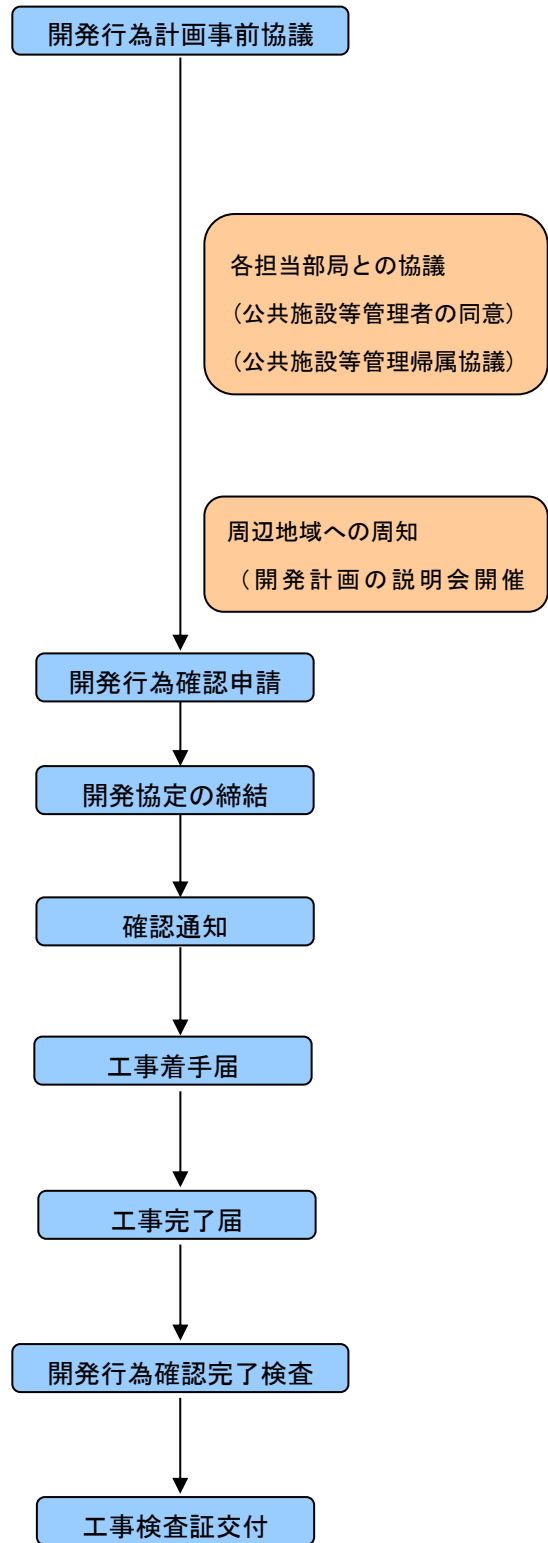 開発行為計画事前協議
各担当部局との協議
（公共施設等管理者の同意）
（公共施設等管理帰属協議）
周辺地域への周知
（開発計画の説明会開催
開発行為確認申請
開発協定の締結
確認通知
工事着手届
工事完了届
開発行為確認完了検査
工事検査証交付